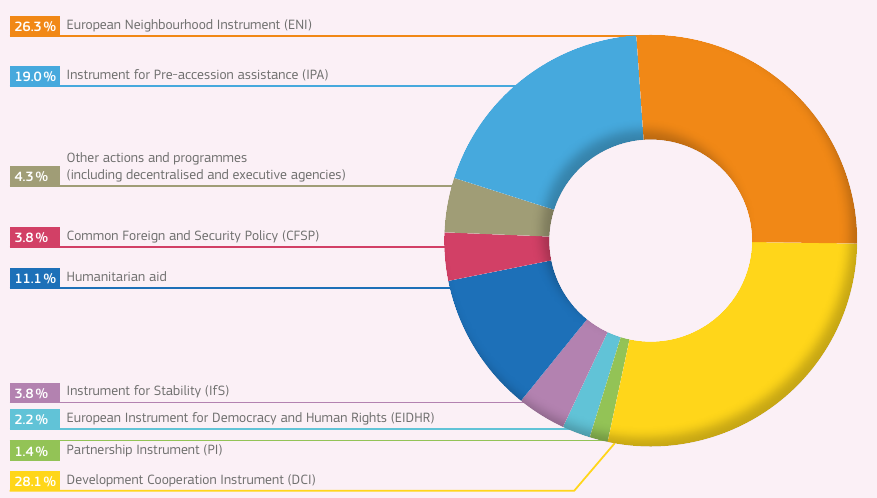 26.3 % European Neighbourhood Instrument (ENI)
19.0 % Instrument for Pre-accession assistance (IPA)
Other actions and programmes
4.3 % (including decentralised and executive agencies)
3.8 % Common Foreign and Security Policy (CFSP)
11.1 % Humanitarian aid
3.8 % Instrument for Stability (IfS)
2.2 % European Instrument for Democracy and Human Rights (EIDHR)
1.4 % Partnership Instrument (PI)
28.1 % Development Cooperation Instrument (DCI)